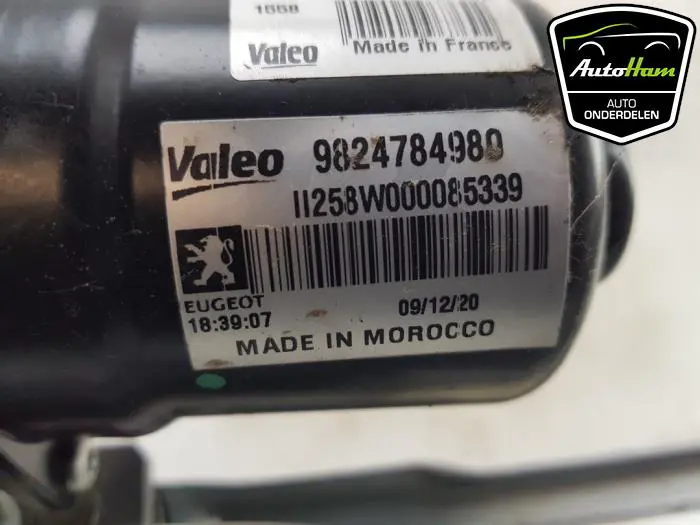 1558
Valeo Made in France
AutoHam
AUTO
ONDERDELEN
Valeo 9824784980
II258W000085339
EUGEOT
18:39:07 09/12/20
MADE IN MOROCCO